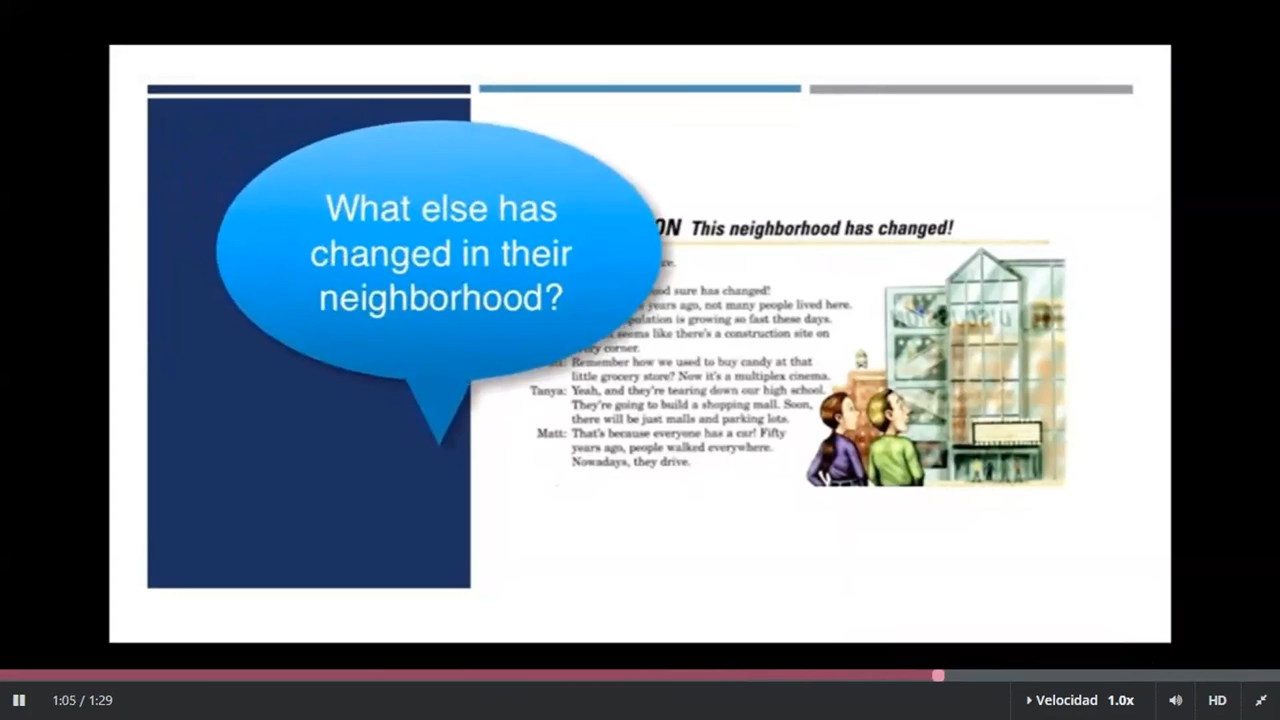 What else has
changed in their
neighborhood?
ON This neighborhood has changed!
sure has changed!
years ago, not many people lived here.
is growing so fast these days.
seems like there's a construction site on
corner.
Remember how we used to buy candy at that
little grocery store? Now it's a multiplex cinema.
Tanya: Yeah, and they're tearing down our high school.
They're going to build a shopping mall. Soon,
there will be just malls and parking lots.
Matt: That's because everyone has a car! Fifty
years ago, people walked everywhere.
Nowadays, they drive.
1:05 / 1:29
Velocidad 1.0x
HD